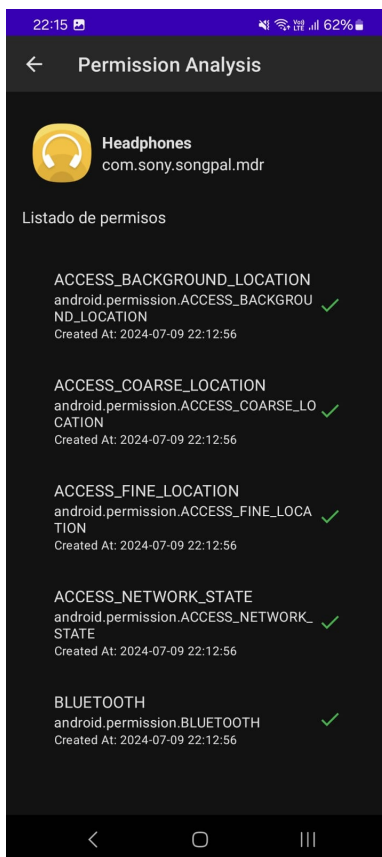 22:15 62%
Permission Analysis
Headphones
com.sony.songpal.mdr
Listado de permisos
ACCESS_BACKGROUND_LOCATION
android.permission.ACCESS_BACKGROU
ND_LOCATION
Created At: 2024-07-09 22:12:56
ACCESS_COARSE_LOCATION
android.permission.ACCESS_COARSE_LO
CATION
Created At: 2024-07-09 22:12:56
ACCESS_FINE_LOCATION
android.permission.ACCESS_FINE_LOCA
TION
Created At: 2024-07-09 22:12:56
ACCESS_NETWORK_STATE
android.permission.ACCESS_NETWORK_
STATE
Created At: 2024-07-09 22:12:56
BLUETOOTH
android.permission.BLUETOOTH
Created At: 2024-07-09 22:12:56